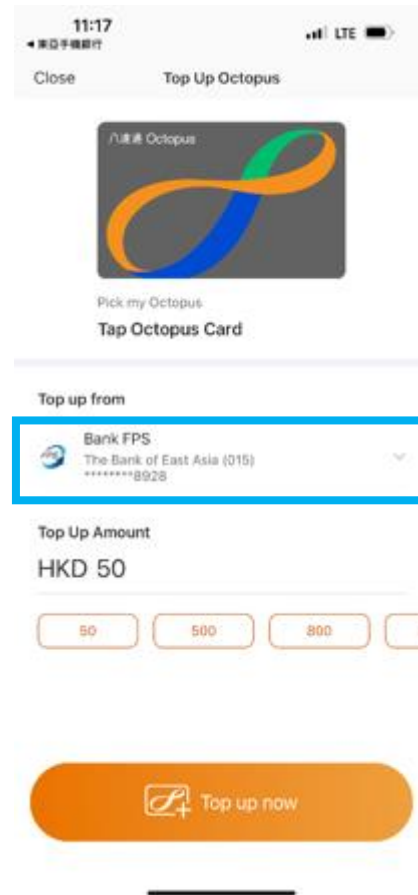 11:17
LTE
◀ 東亞手機銀行
Close
Top Up Octopus
八達通 Octopus
Pick my Octopus
Tap Octopus Card
Top up from
Bank FPS
The Bank of East Asia (015)
********8928
Top Up Amount
HKD 50
50
500
800
Top up now